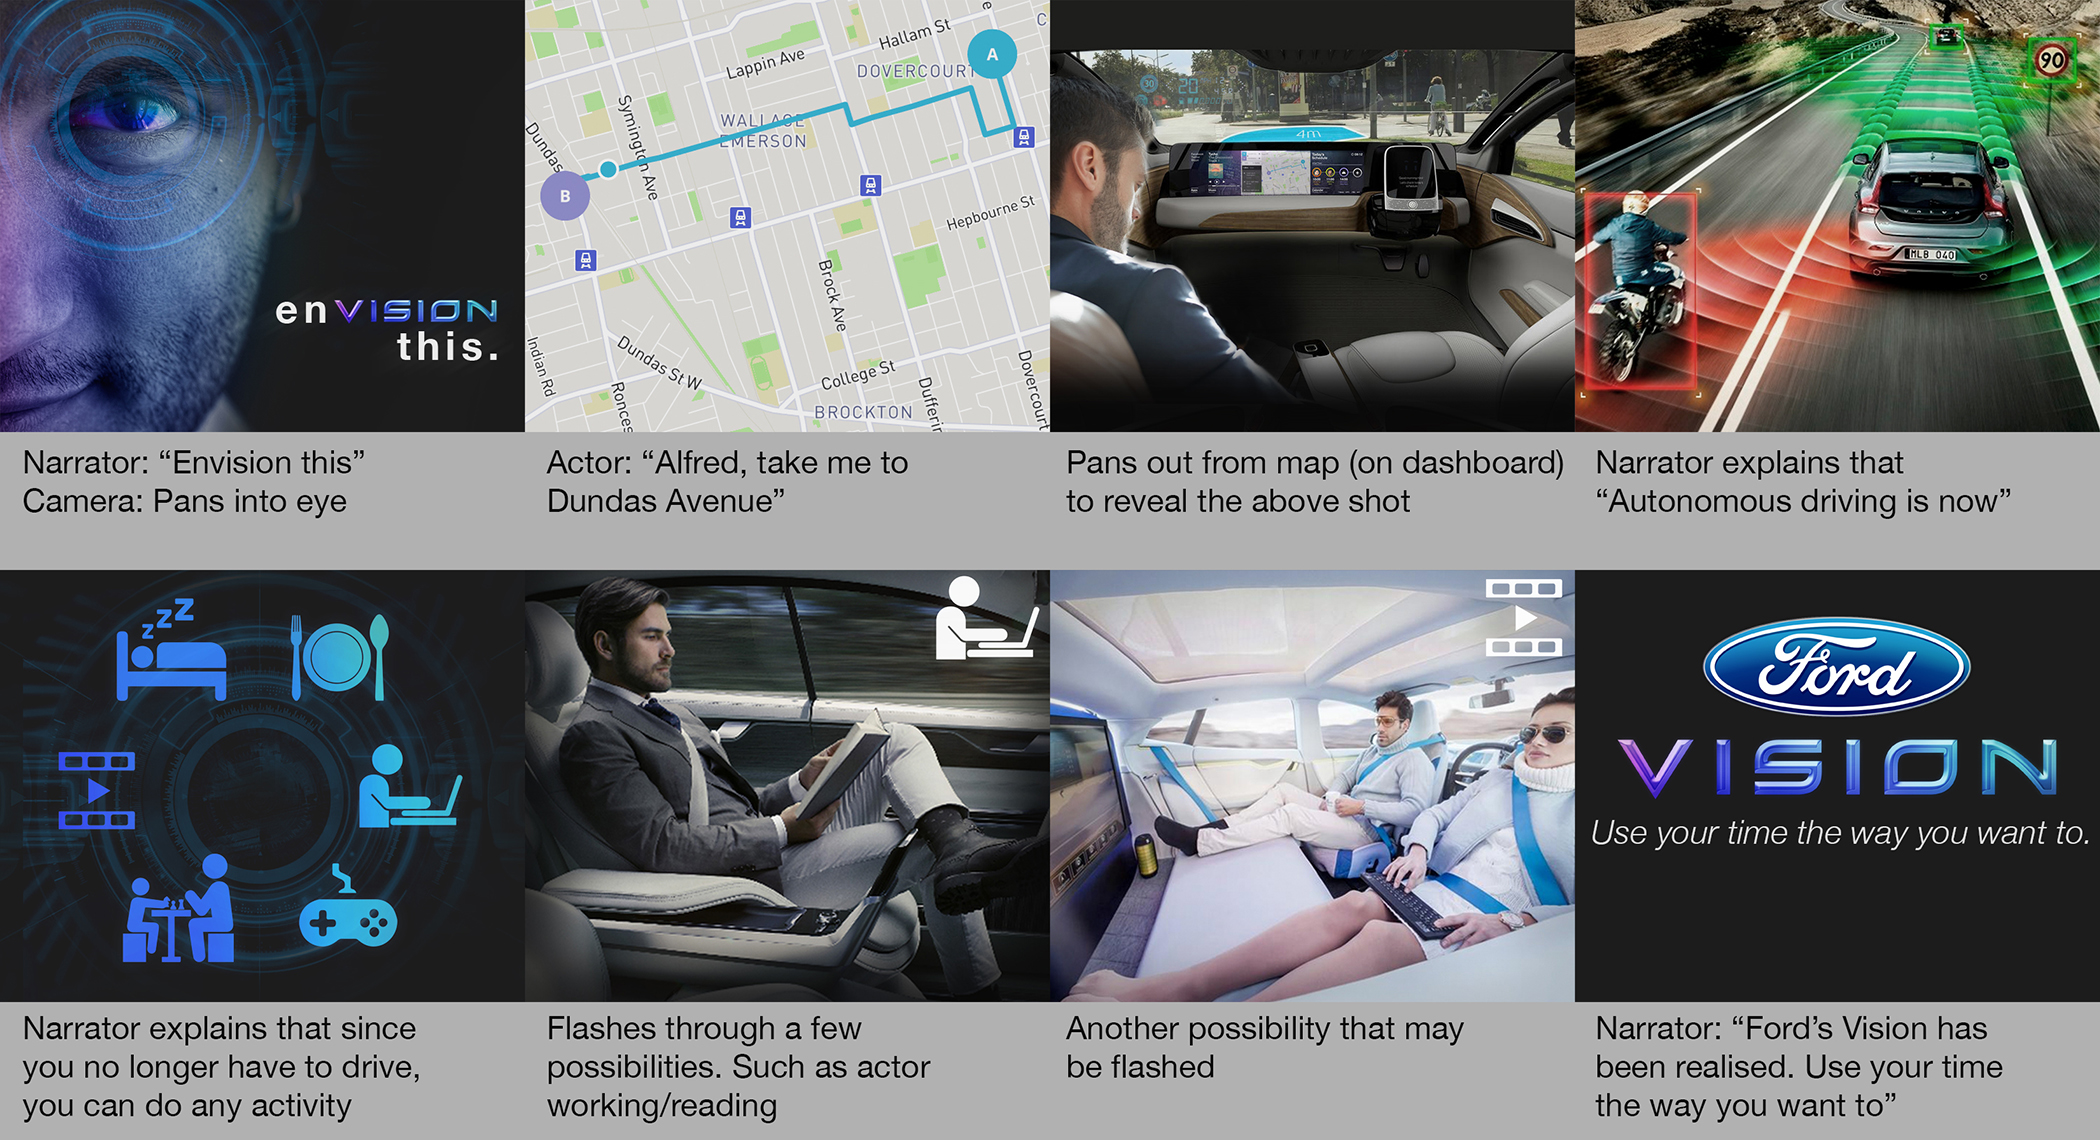 enVISION
this.
A
B
Hallam St
Lappin Ave
DOVERCOURT
WALLACE
EMERSON
Dundas
Symington Ave
Hepbourne St
Brock Ave
Indian Rd
Dundas St W
Ronces
College St
Dufferin
Dovercourt
BROCKTON
90
20
4m
90
MLB 040
Narrator: “Envision this”
Camera: Pans into eye
Actor: “Alfred, take me to
Dundas Avenue”
Pans out from map (on dashboard)
to reveal the above shot
Narrator explains that
“Autonomous driving is now”
zzz
Ford
VISION
Use your time the way you want to.
Narrator explains that since
you no longer have to drive,
you can do any activity
Flashes through a few
possibilities. Such as actor
working/reading
Another possibility that may
be flashed
Narrator: “Ford’s Vision has
been realised. Use your time
the way you want to”